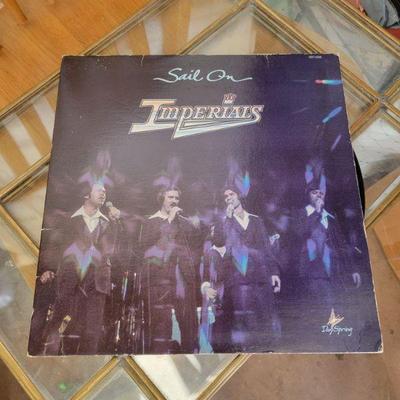 Sail On
Imperials
DaySpring